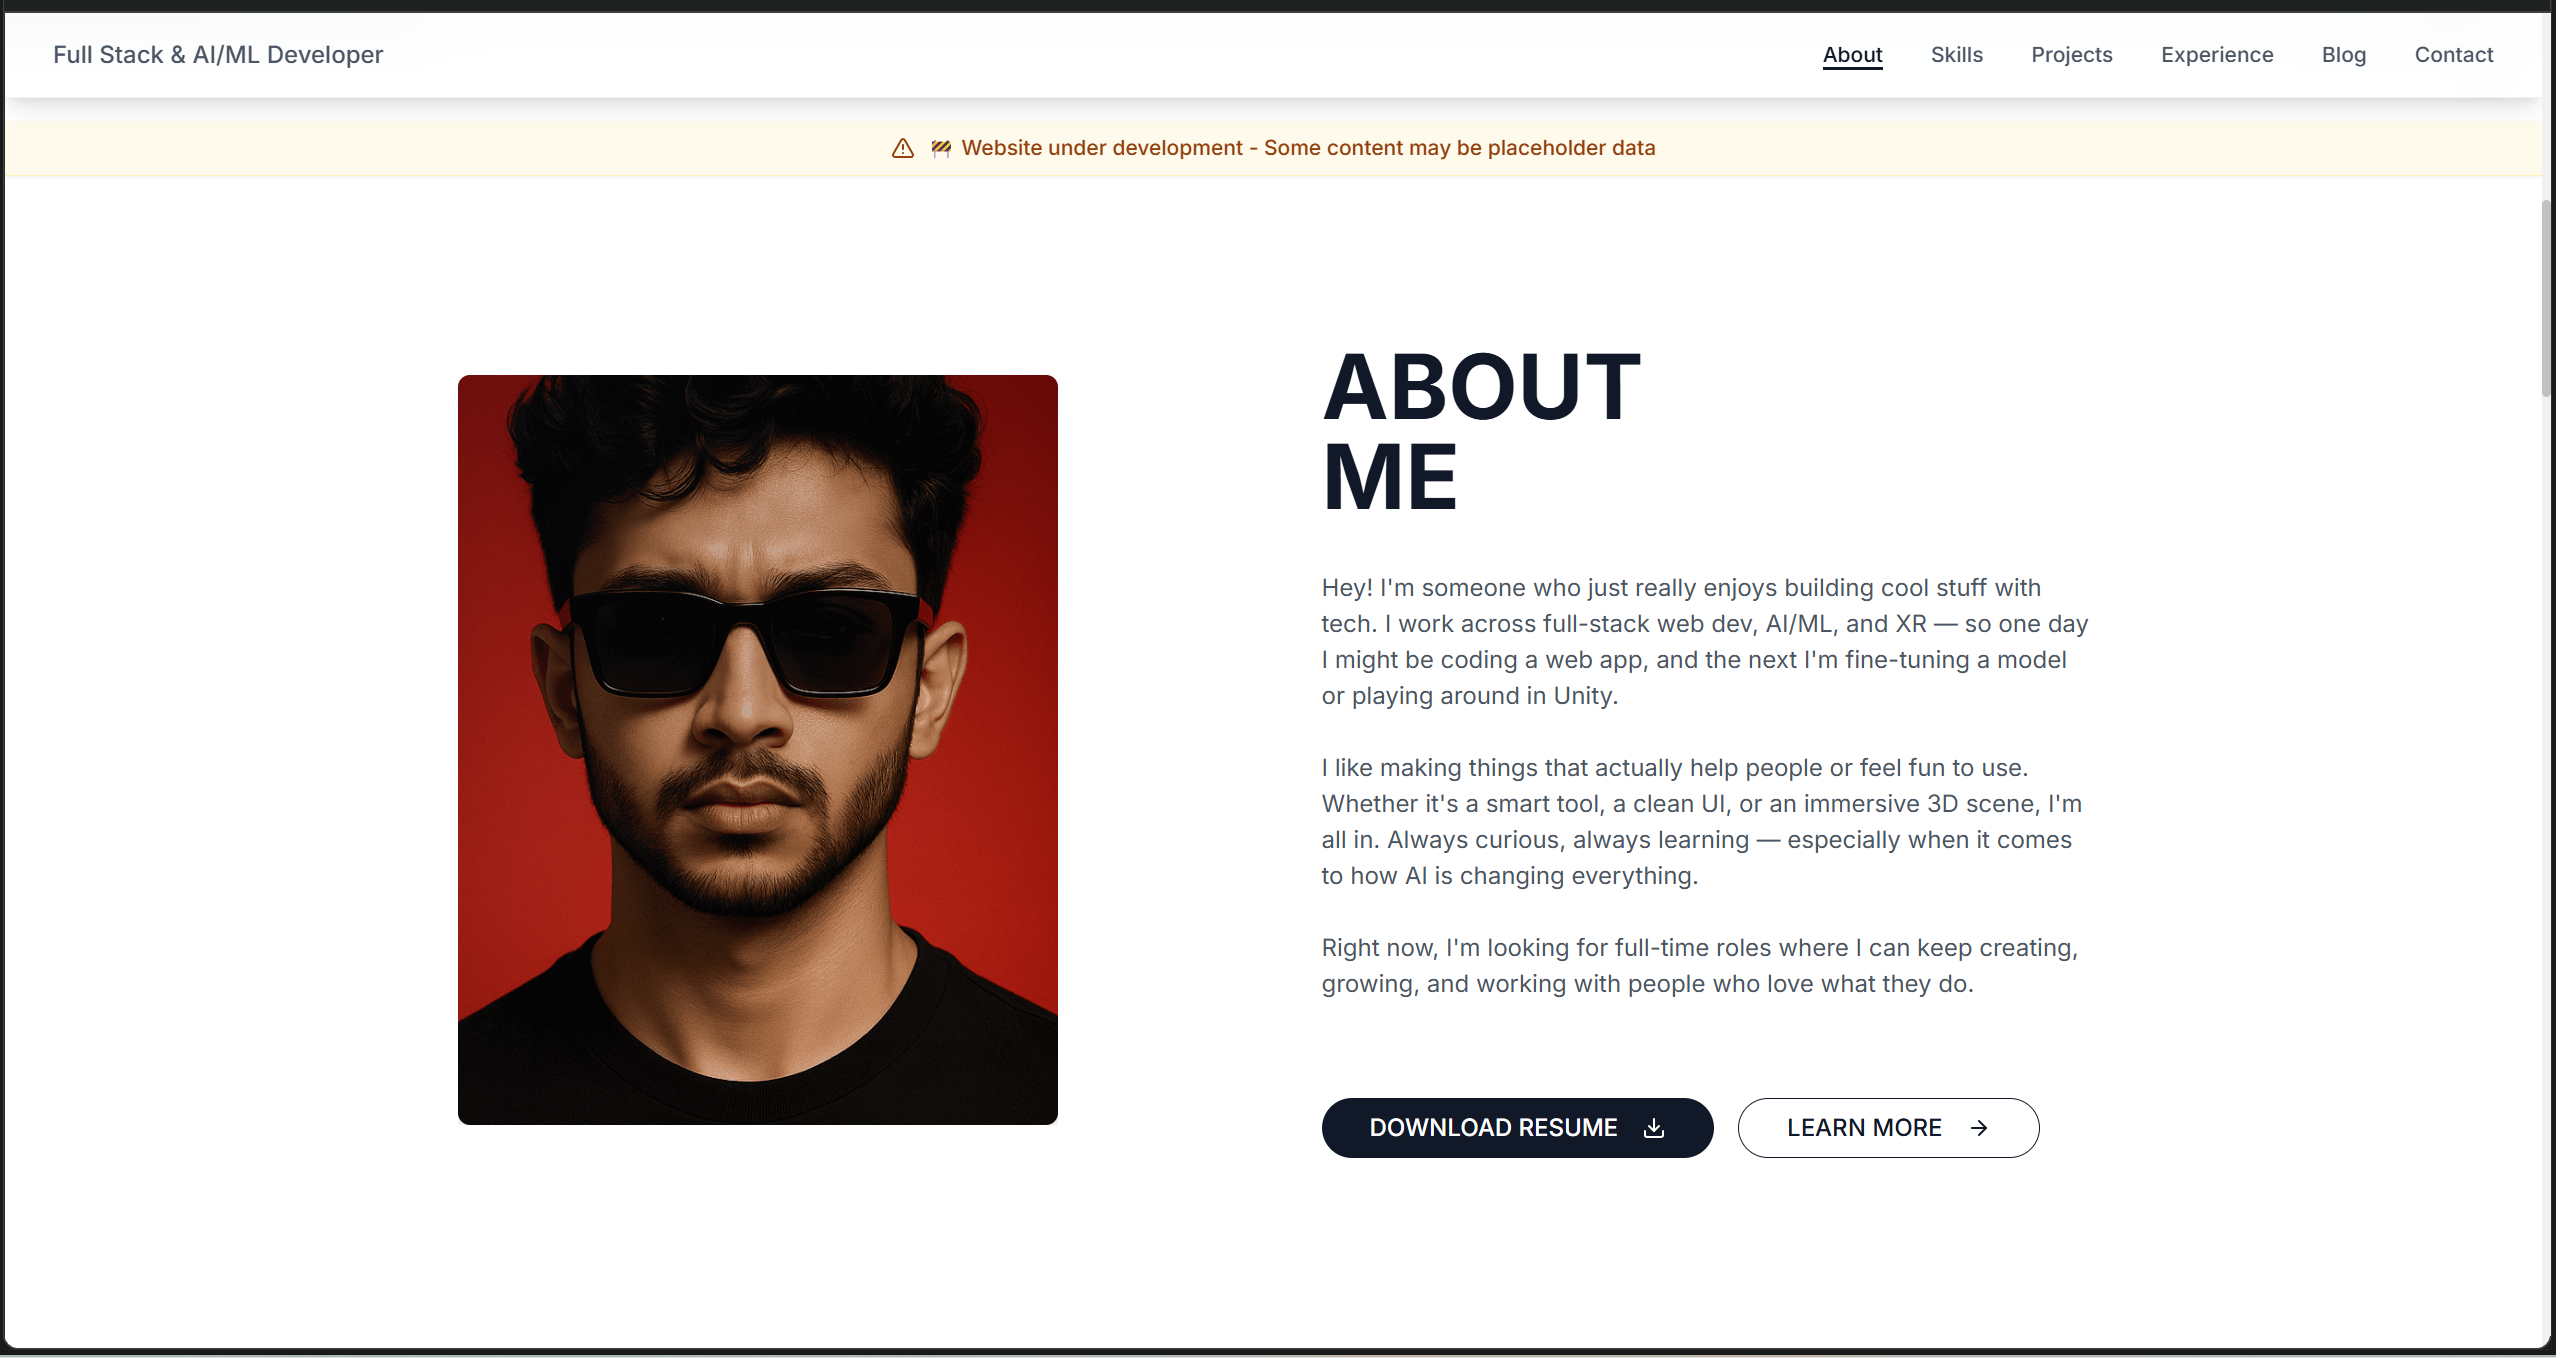 Full Stack & AI/ML Developer
About Skills Projects Experience Blog Contact
🚧 Website under development - Some content may be placeholder data
ABOUT
ME
Hey! I'm someone who just really enjoys building cool stuff with
tech. I work across full-stack web dev, AI/ML, and XR — so one day
I might be coding a web app, and the next I'm fine-tuning a model
or playing around in Unity.
I like making things that actually help people or feel fun to use.
Whether it's a smart tool, a clean UI, or an immersive 3D scene, I'm
all in. Always curious, always learning — especially when it comes
to how AI is changing everything.
Right now, I'm looking for full-time roles where I can keep creating,
growing, and working with people who love what they do.
DOWNLOAD RESUME
LEARN MORE →